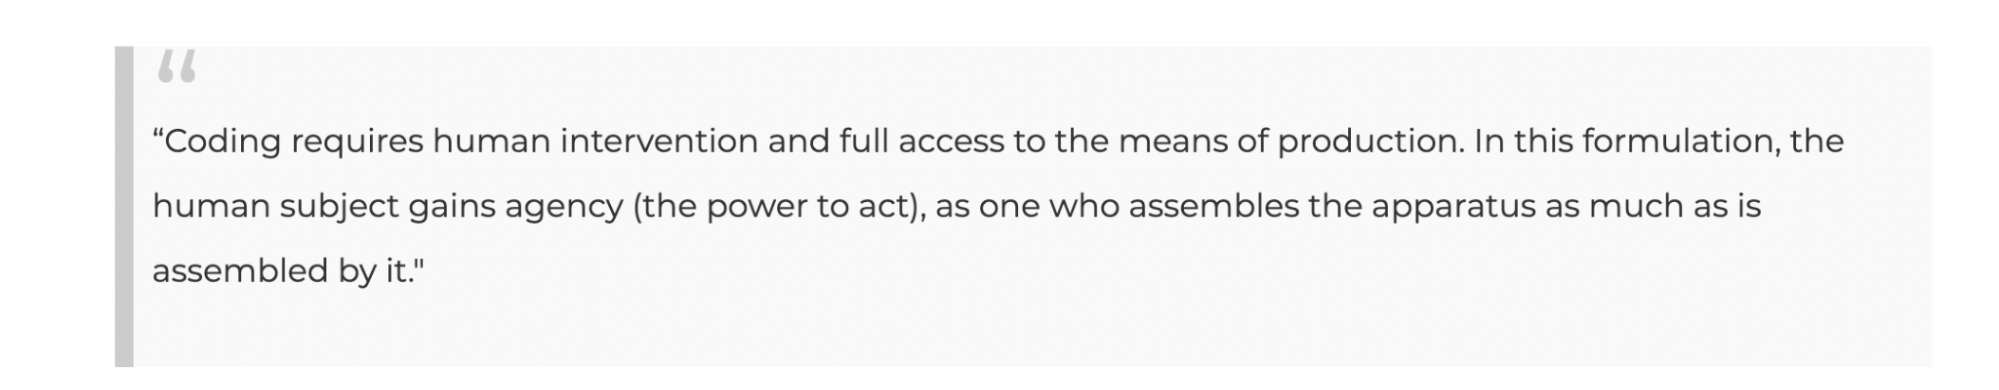 “
“Coding requires human intervention and full access to the means of production. In this formulation, the
human subject gains agency (the power to act), as one who assembles the apparatus as much as is
assembled by it."